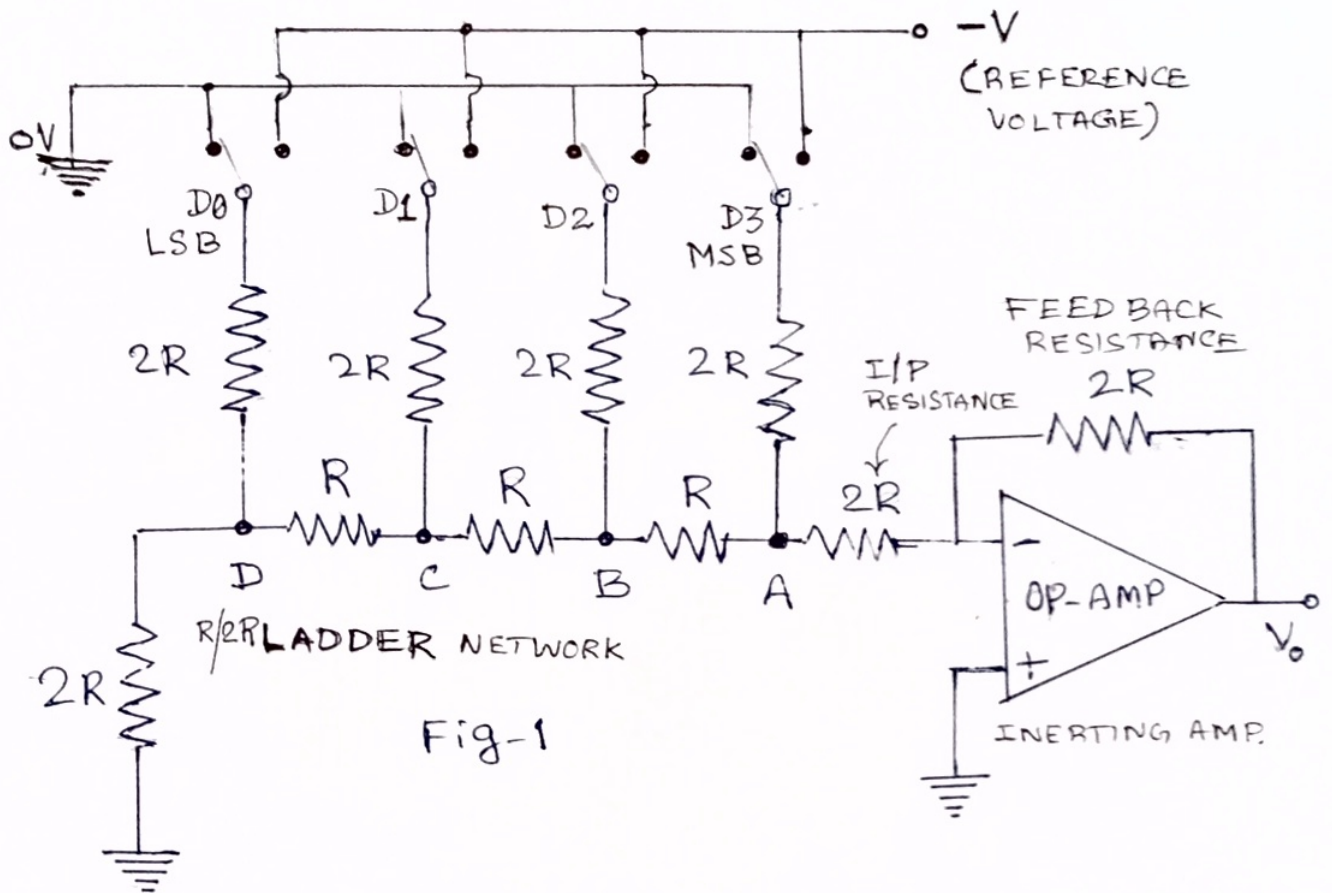 -V
(REFERENCE
VOLTAGE)
0V
D0
LSB
D1
D2
D3
MSB
FEED BACK
RESISTANCE
2R
2R
2R
2R
2R
I/P
RESISTANCE
2R
R
R
R
D
C
B
A
-
OP-AMP
+
Vo
R/2R LADDER NETWORK
2R
Fig-1
INERTING AMP.